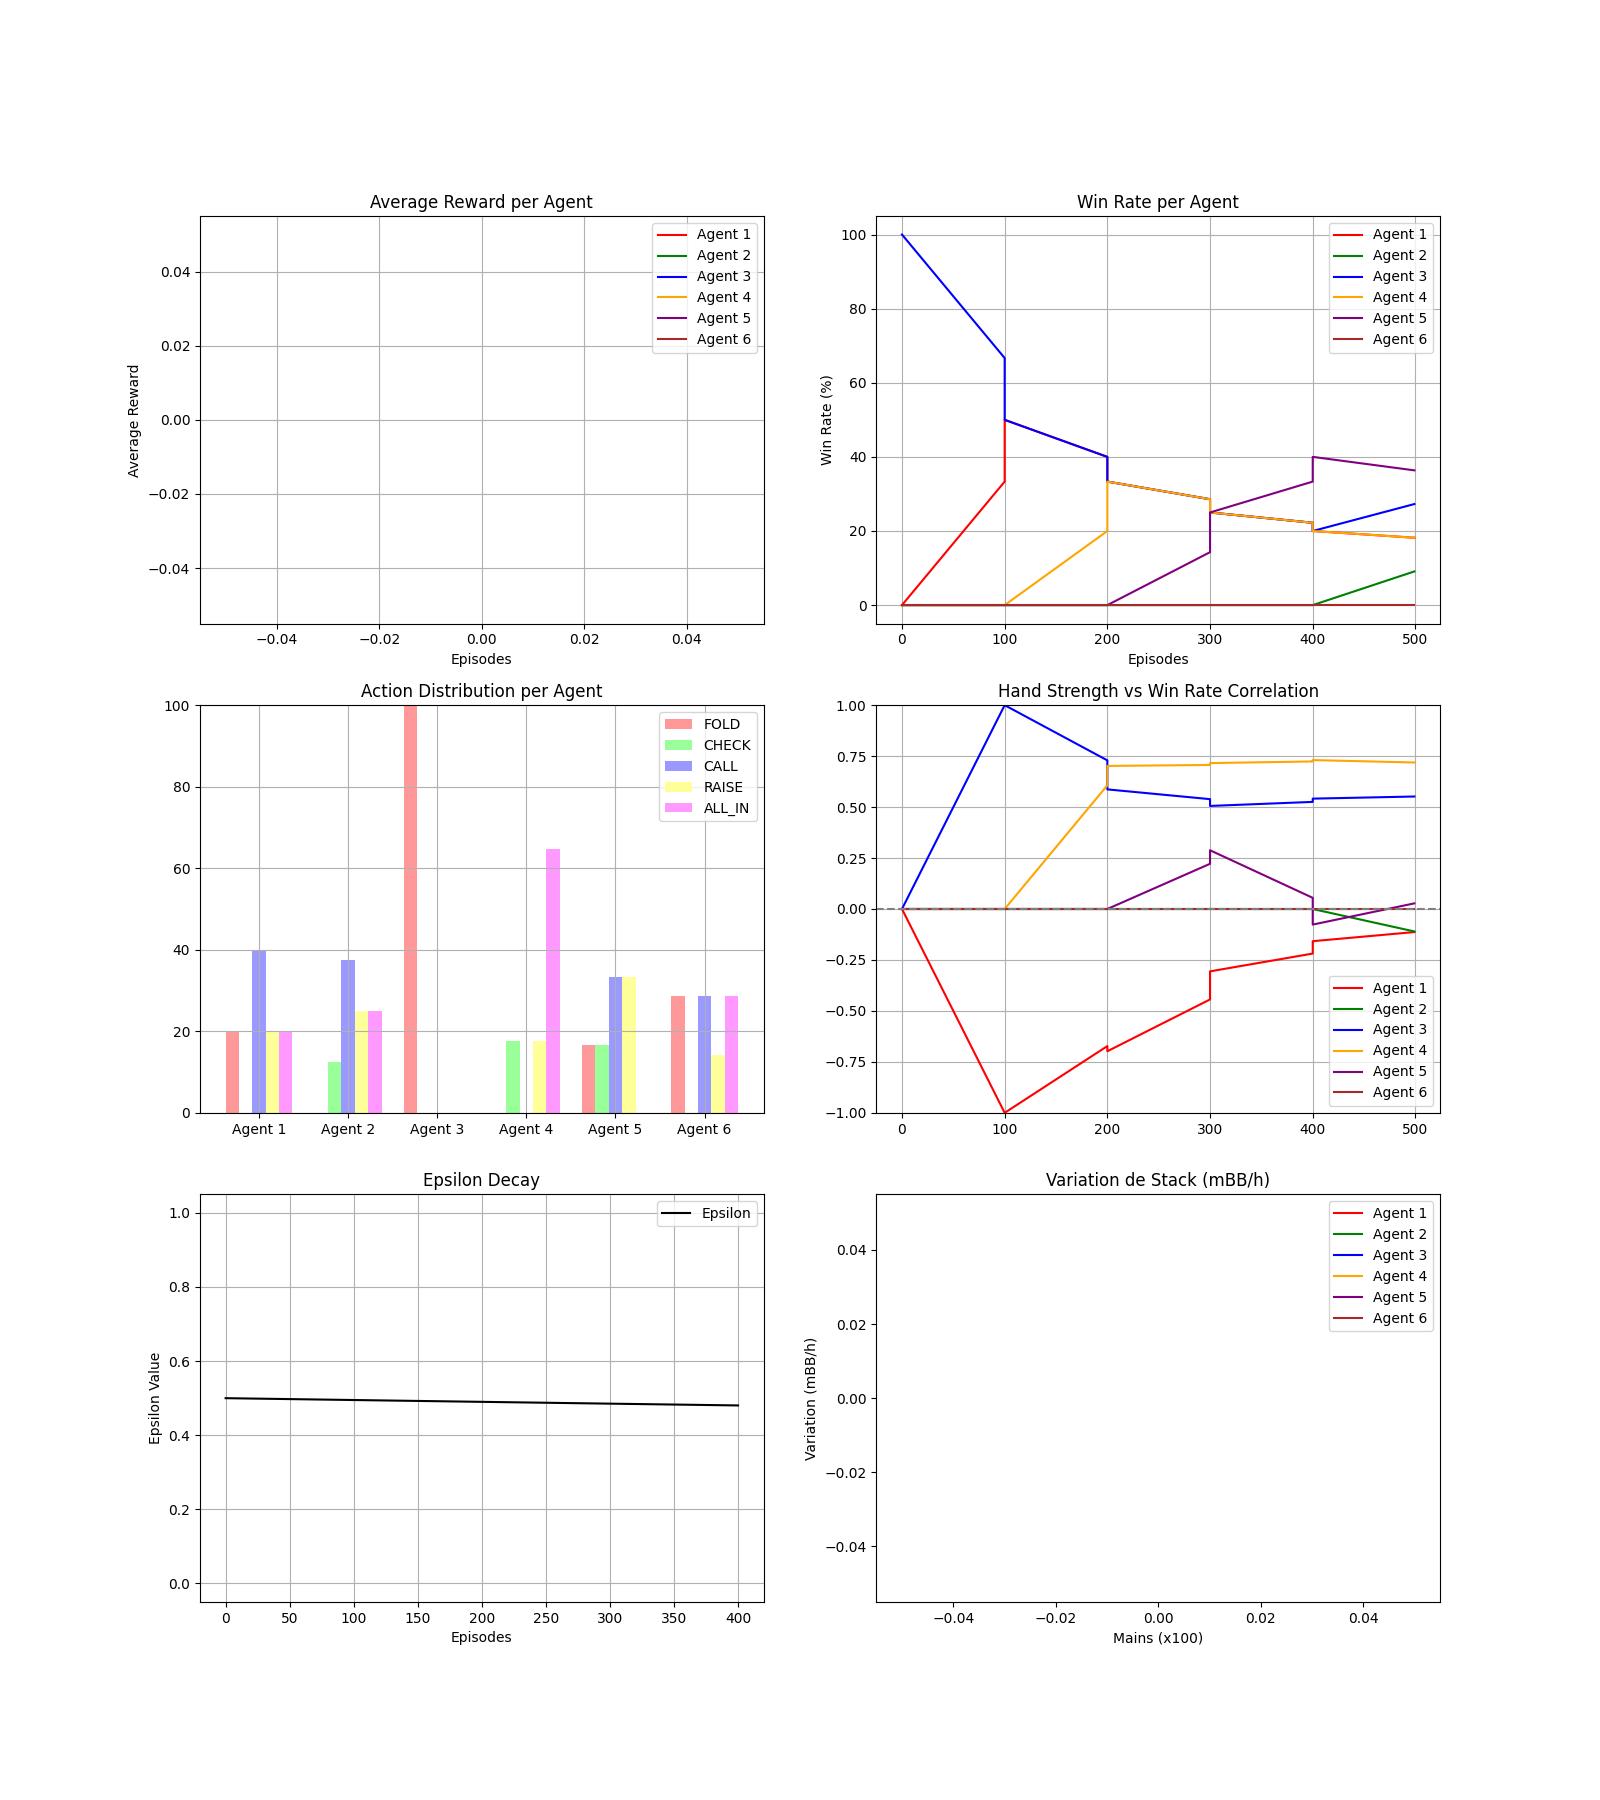 Average Reward per Agent
Average Reward
0.04
0.02
0.00
−0.02
−0.04
−0.04 −0.02 0.00 0.02 0.04
Episodes
Agent 1
Agent 2
Agent 3
Agent 4
Agent 5
Agent 6
Win Rate per Agent
Win Rate (%)
100
80
60
40
20
0
0 100 200 300 400 500
Episodes
Agent 1
Agent 2
Agent 3
Agent 4
Agent 5
Agent 6
Action Distribution per Agent
100
80
60
40
20
0
Agent 1 Agent 2 Agent 3 Agent 4 Agent 5 Agent 6
FOLD
CHECK
CALL
RAISE
ALL_IN
Hand Strength vs Win Rate Correlation
1.00
0.75
0.50
0.25
0.00
−0.25
−0.50
−0.75
−1.00
0 100 200 300 400 500
Agent 1
Agent 2
Agent 3
Agent 4
Agent 5
Agent 6
Epsilon Decay
Epsilon Value
1.0
0.8
0.6
0.4
0.2
0.0
0 50 100 150 200 250 300 350 400
Episodes
Epsilon
Variation de Stack (mBB/h)
Variation (mBB/h)
0.04
0.02
0.00
−0.02
−0.04
−0.04 −0.02 0.00 0.02 0.04
Mains (x100)
Agent 1
Agent 2
Agent 3
Agent 4
Agent 5
Agent 6